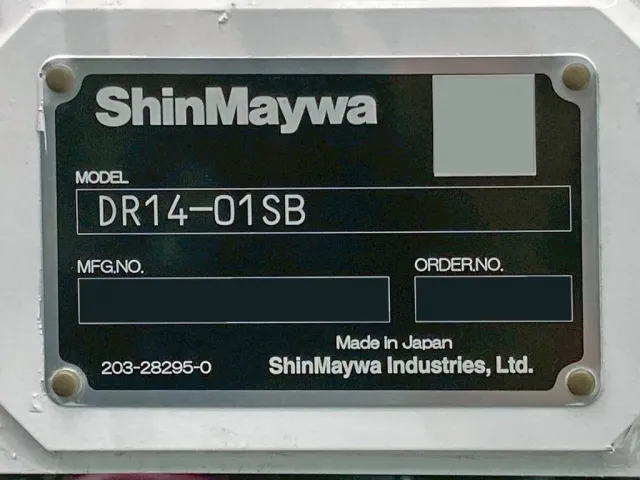 ShinMaywa
MODEL
DR14-01SB
MFG.NO.
ORDER.NO.
Made in Japan
203-28295-0
ShinMaywa Industries, Ltd.